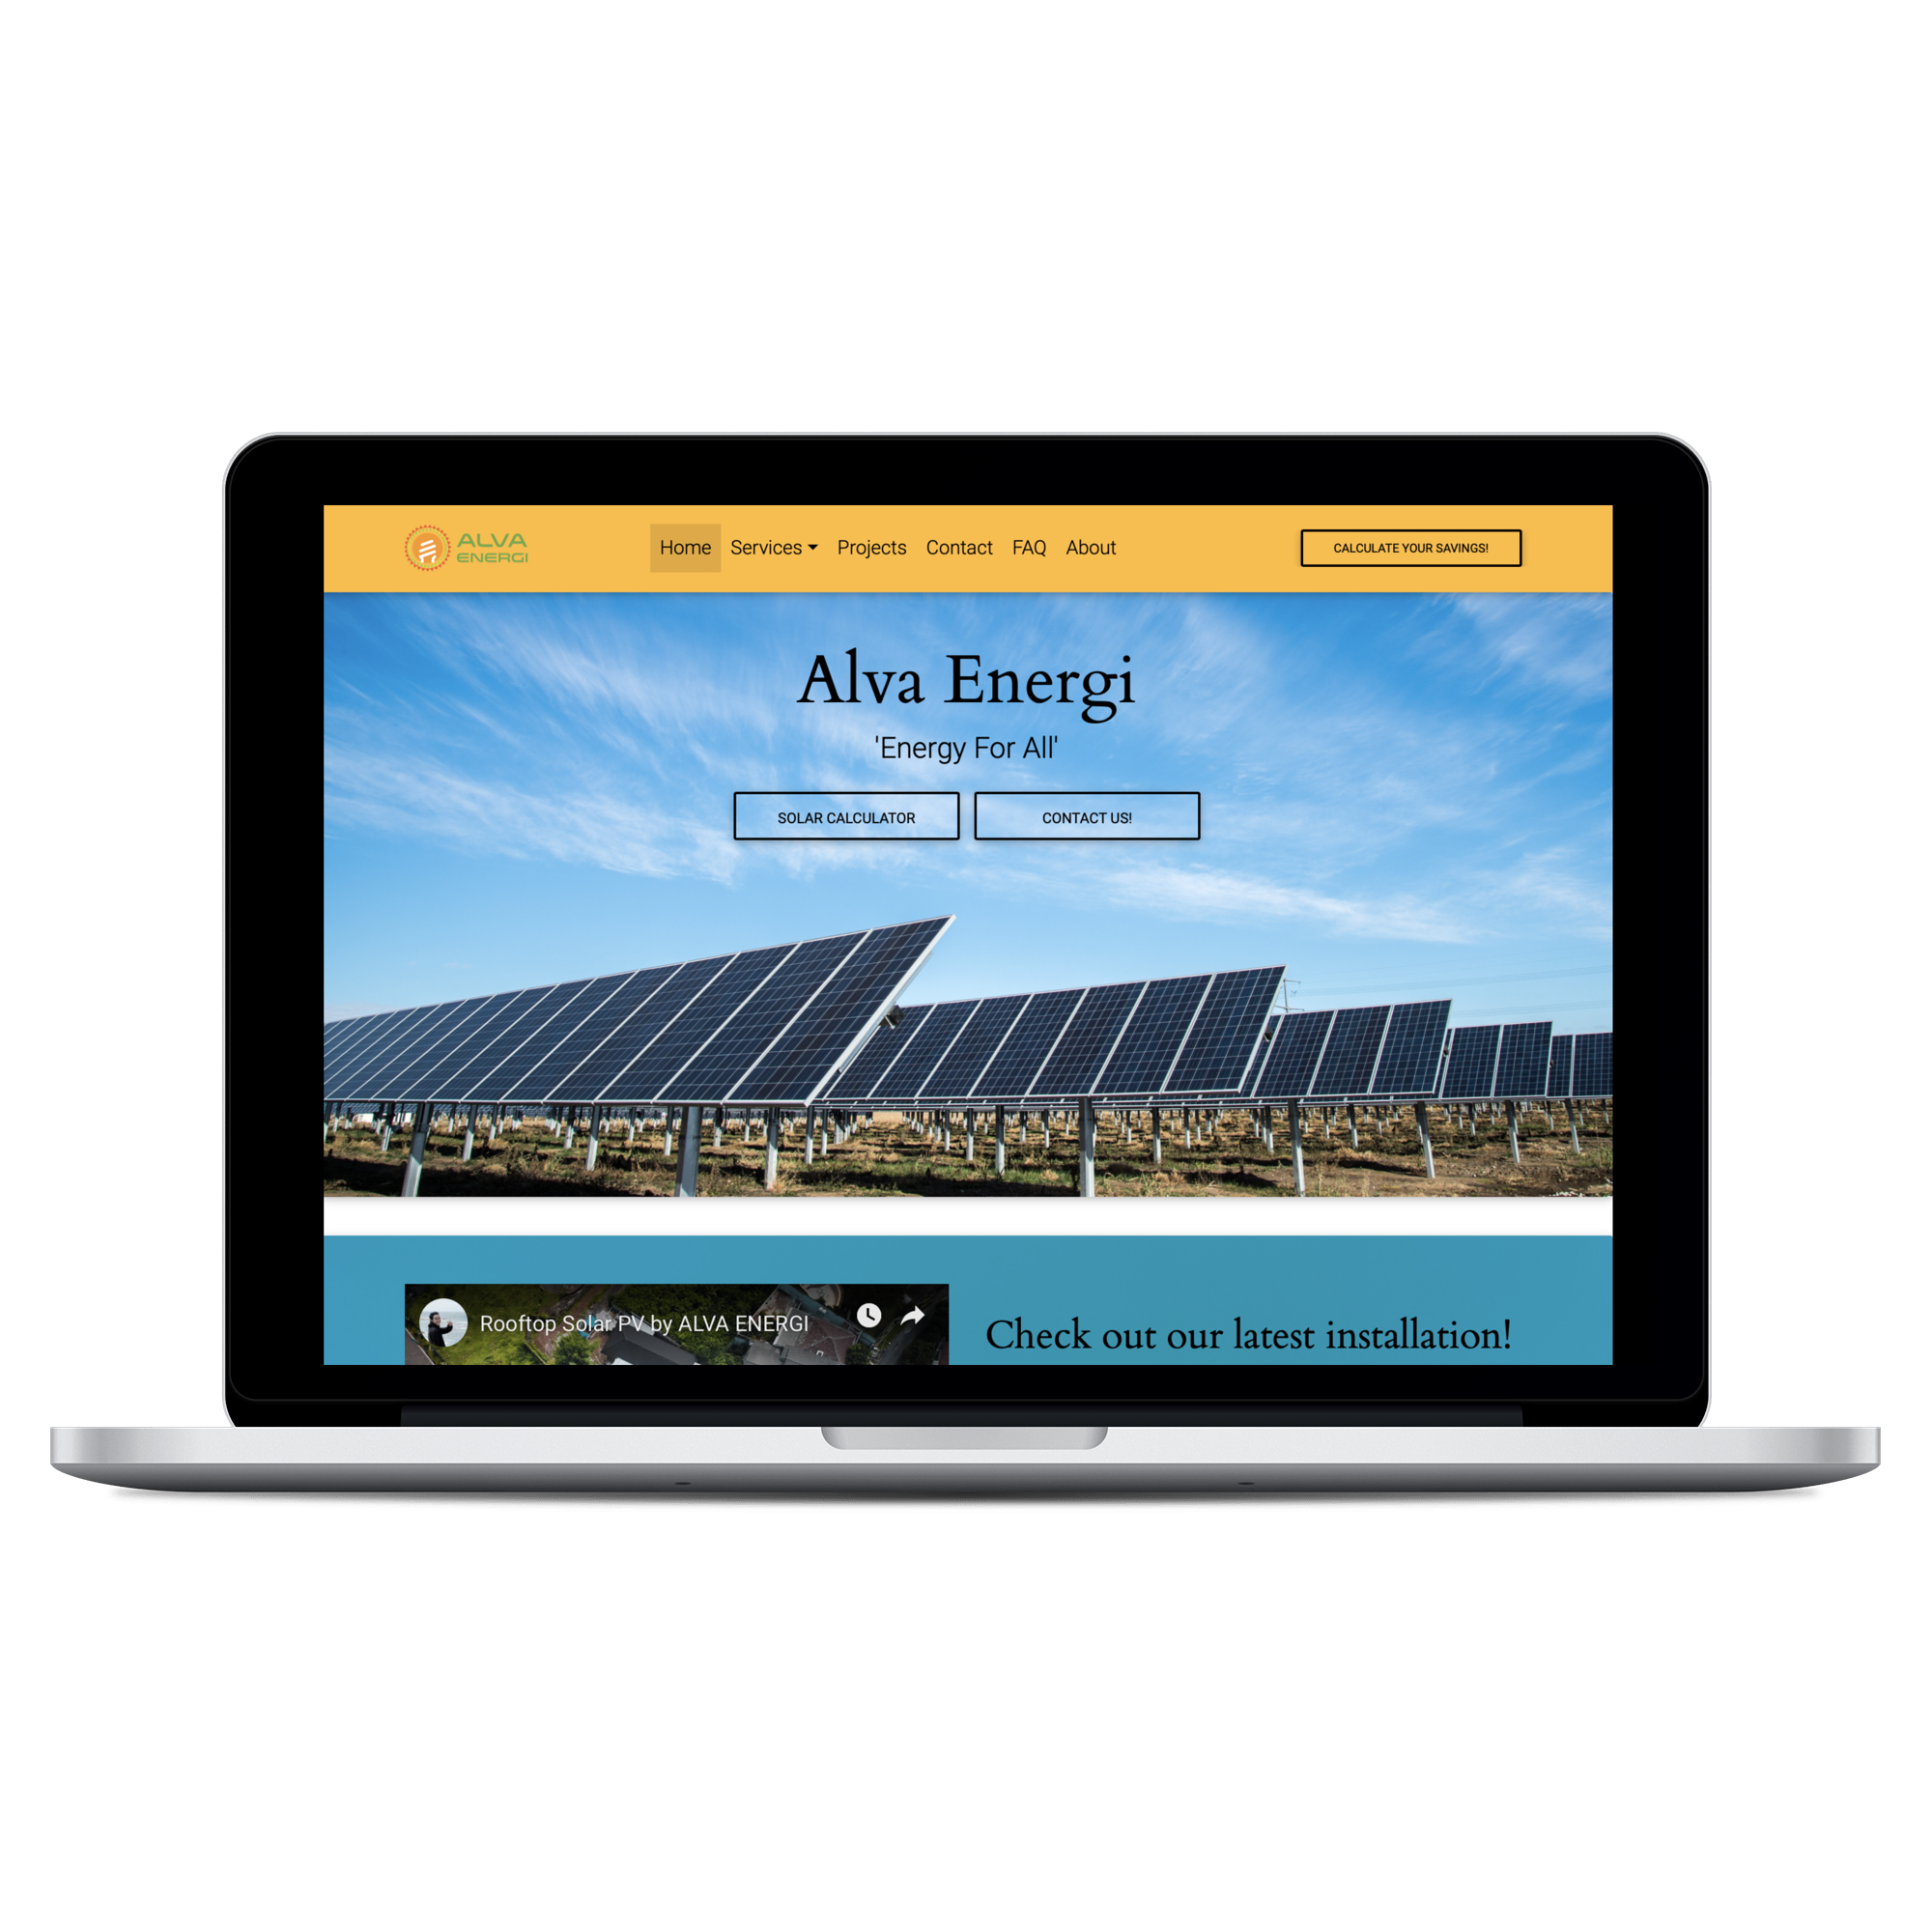 ALVA
ENERGI
Home Services Projects Contact FAQ About
CALCULATE YOUR SAVINGS!
Alva Energi
'Energy For All'
SOLAR CALCULATOR CONTACT US!
Rooftop Solar PV by ALVA ENERGI
Check out our latest installation!